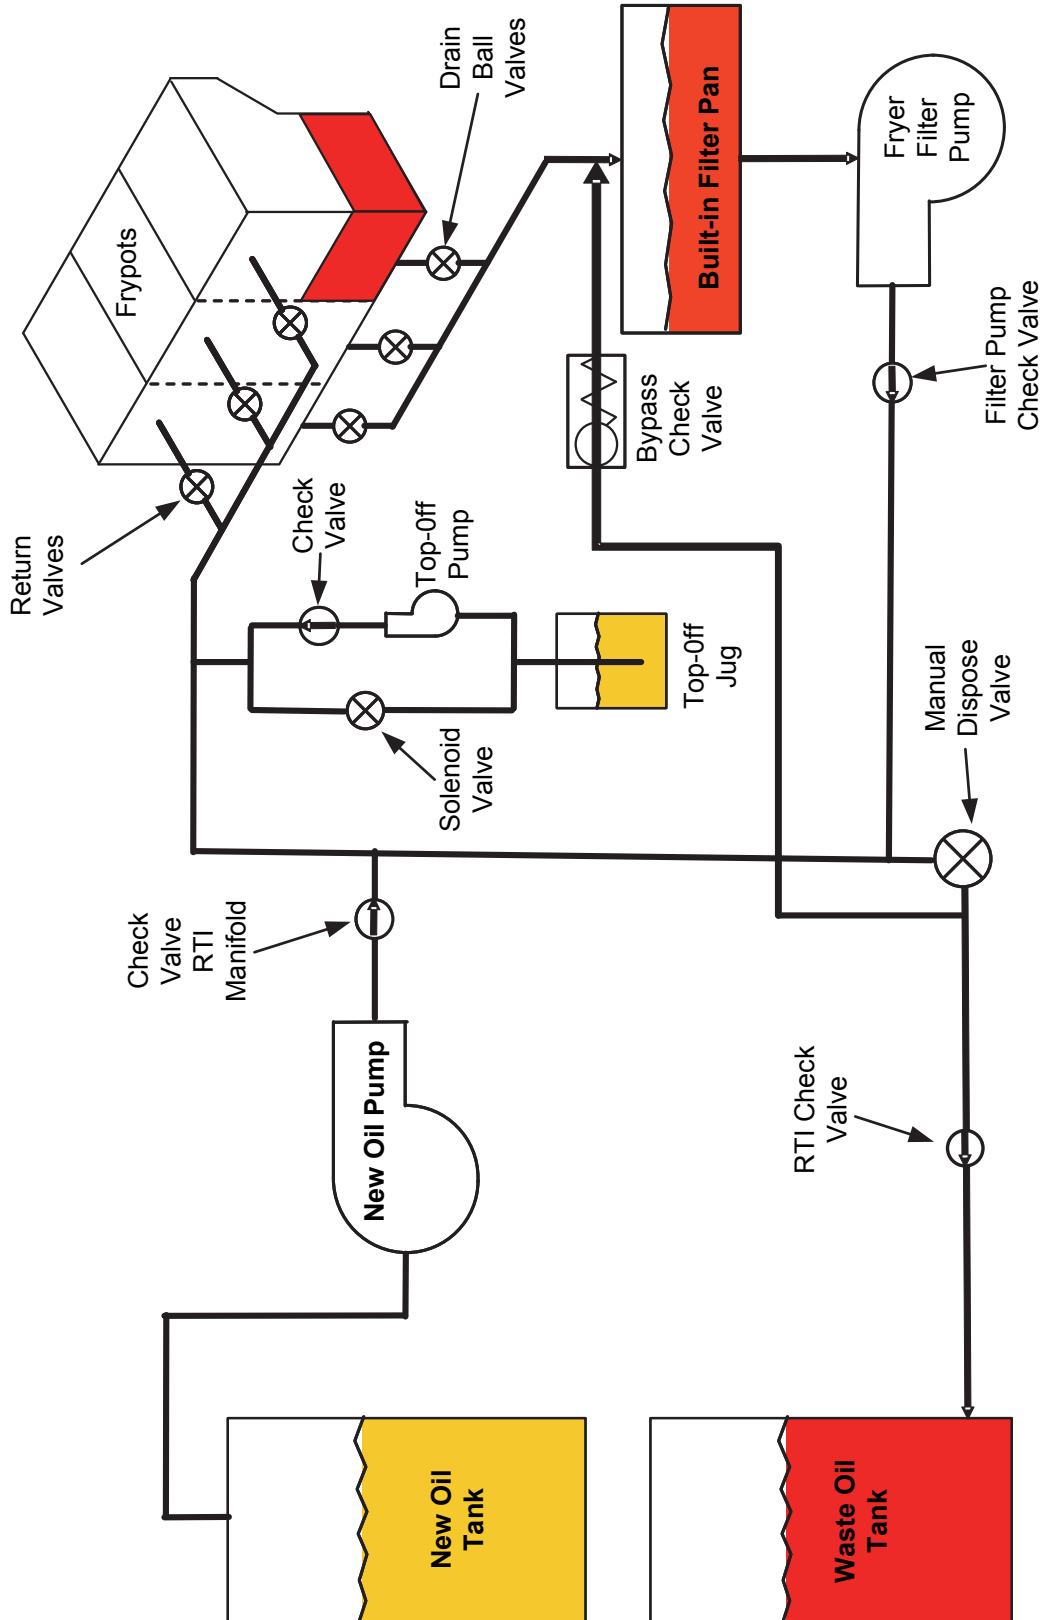 Return
Valves
Frypots
Drain
Ball
Valves
Check
Valve
Top-0ff
Pump
Solenoid
Valve
Top-0ff
Jug
Bypass
Check
Valve
Built-in Filter Pan
Fryer
Filter
Pump
Filter Pump
Check Valve
Manual
Dispose
Valve
Check
Valve
RTI
Manifold
New Oil Pump
RTI Check
Valve
New Oil
Tank
Waste Oil
Tank